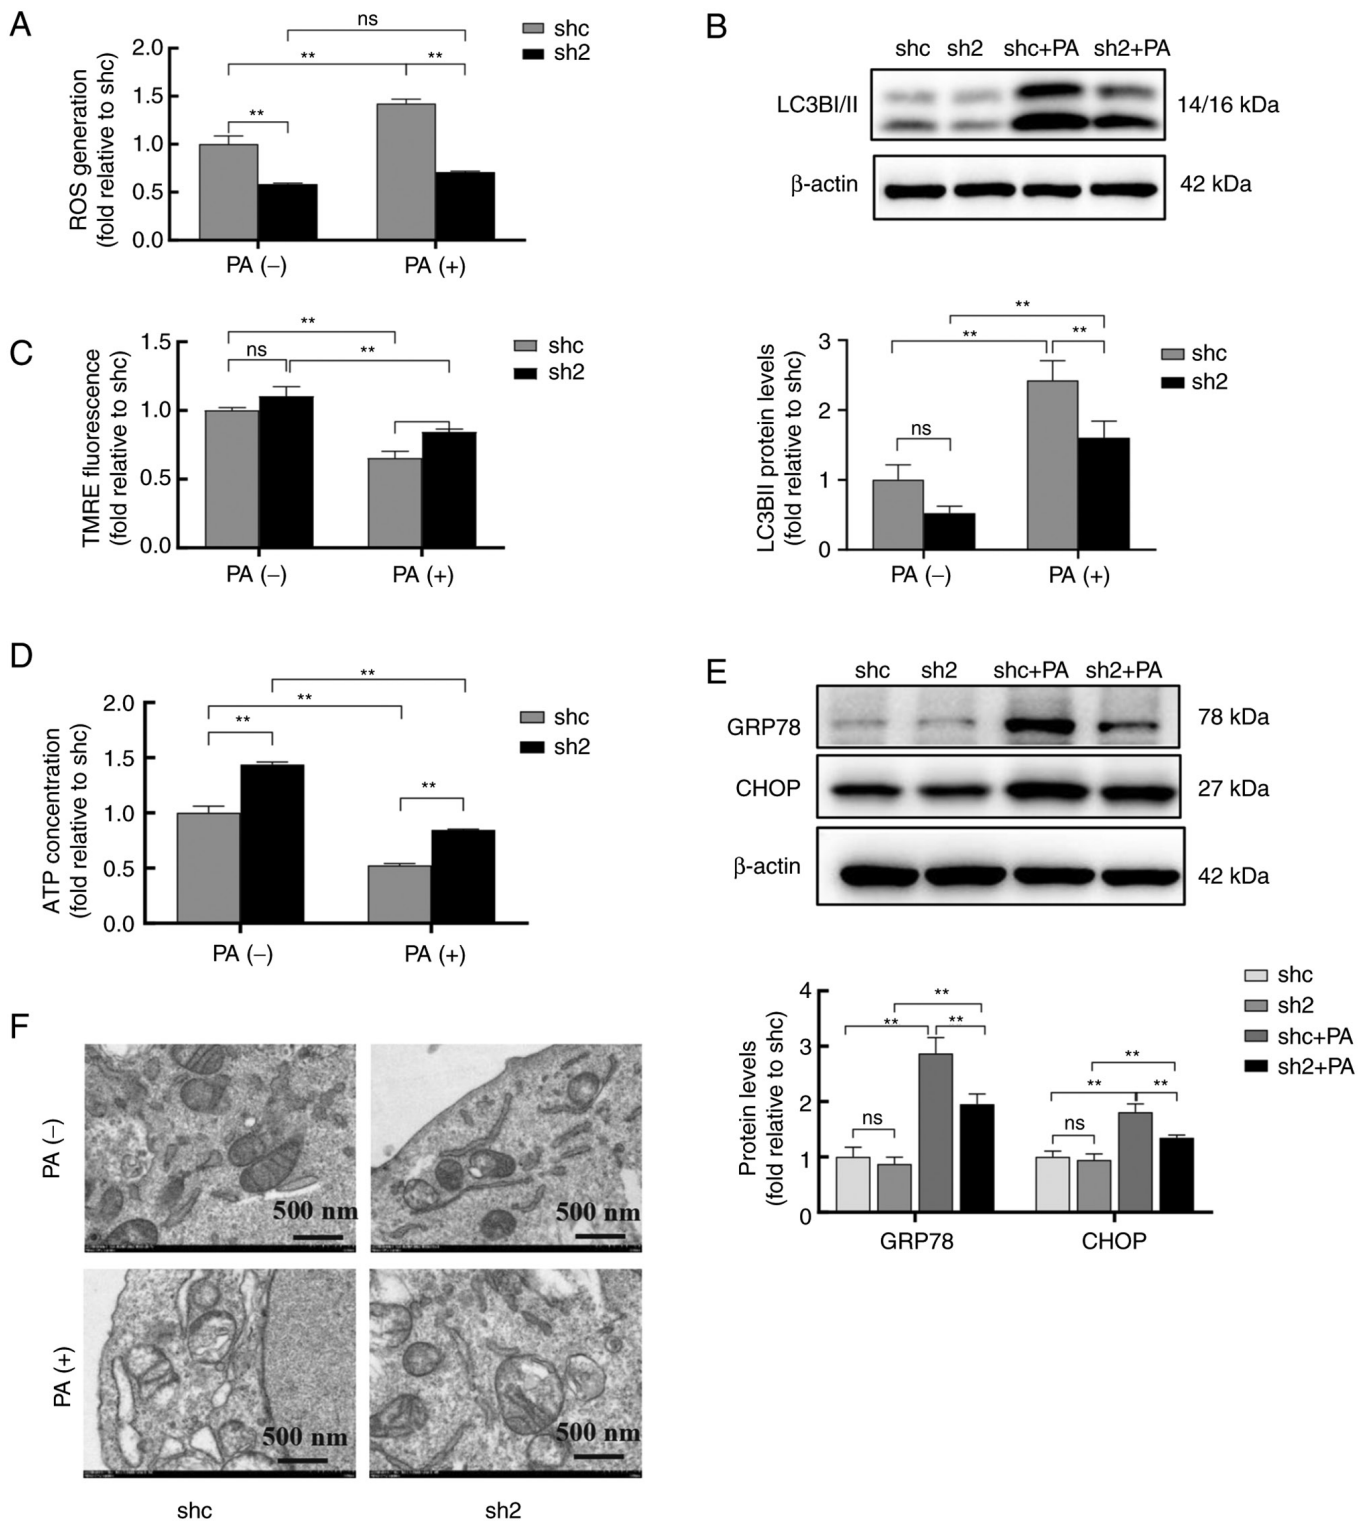 A
ns
shc
sh2
ROS generation
(fold relative to shc)
2.0
1.5
1.0
0.5
0.0
**
**
**
PA (−)
PA (+)
B
shc
sh2
shc+PA
sh2+PA
LC3BI/II
14/16 kDa
β-actin
42 kDa
**
**
**
ns
shc
sh2
LC3BII protein levels
(fold relative to shc)
3
2
1
0
PA (−)
PA (+)
C
**
ns
**
shc
sh2
TMRE fluorescence
(fold relative to shc)
1.5
1.0
0.5
0.0
PA (−)
PA (+)
D
**
**
**
**
shc
sh2
ATP concentration
(fold relative to shc)
2.0
1.5
1.0
0.5
0.0
PA (−)
PA (+)
E
shc
sh2
shc+PA
sh2+PA
GRP78
78 kDa
CHOP
27 kDa
β-actin
42 kDa
shc
sh2
shc+PA
sh2+PA
Protein levels
(fold relative to shc)
4
3
2
1
0
**
**
**
ns
**
**
**
ns
GRP78
CHOP
F
PA (−)
500 nm
500 nm
PA (+)
500 nm
500 nm
shc
sh2